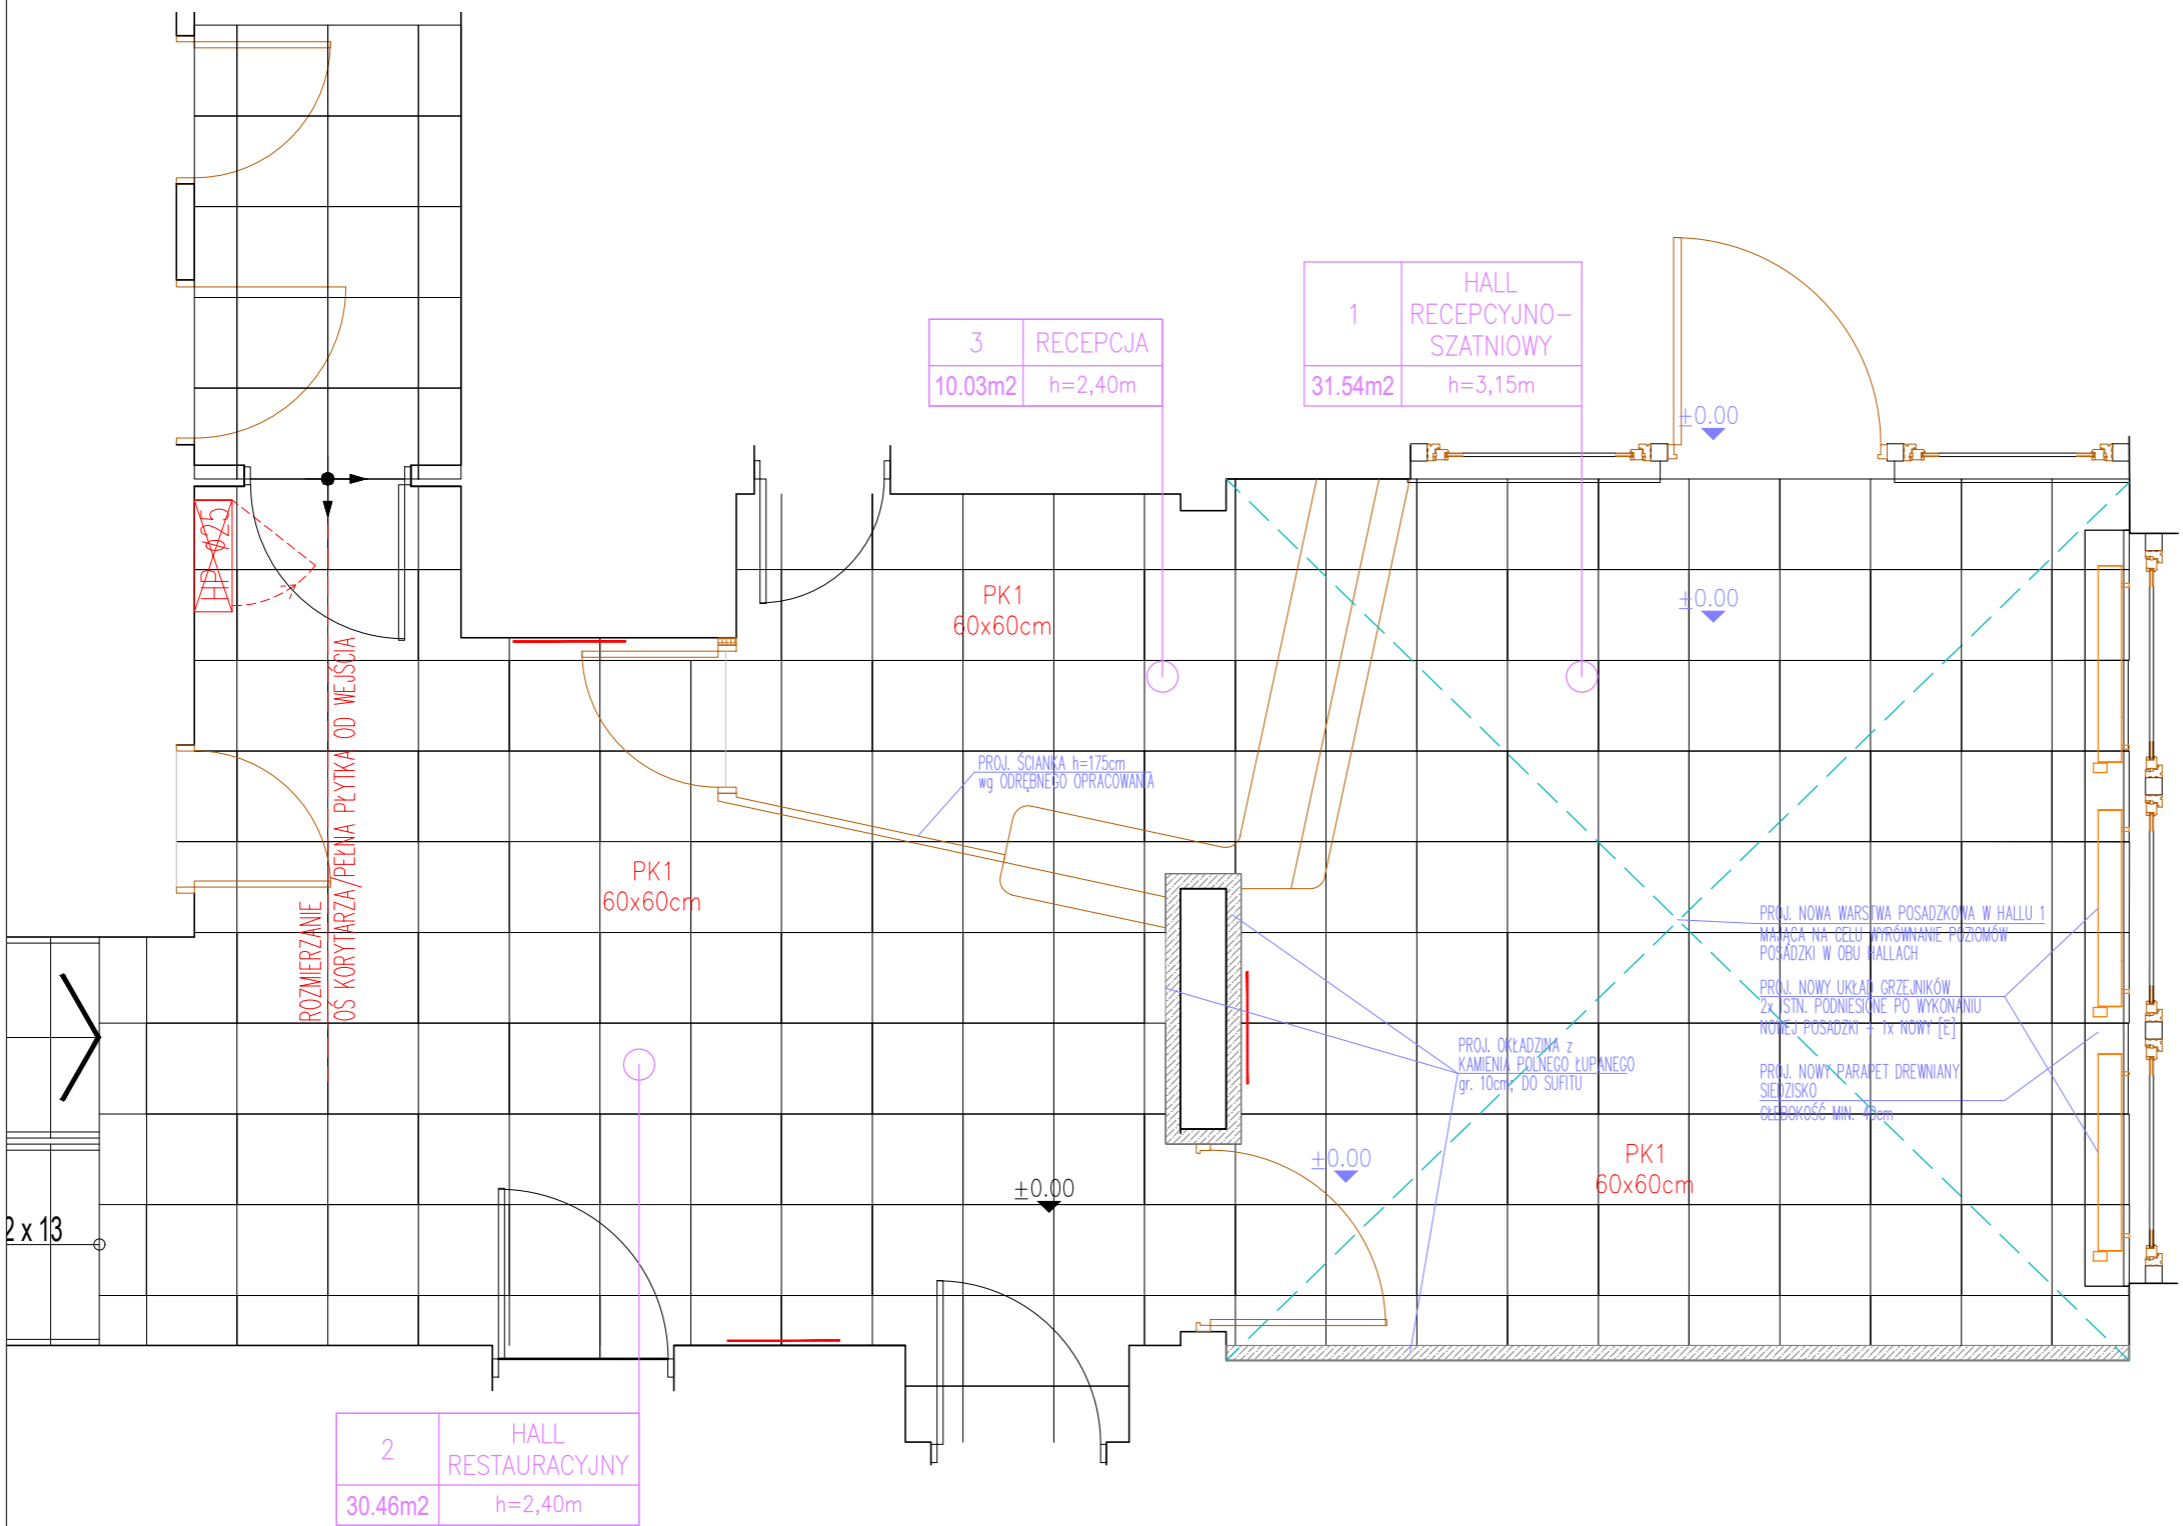 1
HALL
RECEPCYJNO-
SZATNIOWY
31.54m2
h=3,15m
3
RECEPCJA
10.03m2
h=2,40m
±0.00
HP ø25
PK1
60x60cm
±0.00
ROZMIERZANIE
OŚ KORYTARZA/PEŁNA PŁYTKA OD WEJŚCIA
PROJ. ŚCIANKA h=175cm
wg ODRĘBNEGO OPRACOWANIA
PK1
60x60cm
PROJ. NOWA WARSTWA POSADZKOWA W HALLU 1
MAJĄCA NA CELU WYRÓWNANIE POZIOMÓW
POSADZKI W OBU HALLACH
PROJ. NOWY UKŁAD GRZEJNIKÓW
2x ISTN. PODNIESIONE PO WYKONANIU
NOWEJ POSADZKI + 1x NOWY [E]
PROJ. OKŁADZINA z
KAMIENIA POLNEGO ŁUPANEGO
gr. 10cm, DO SUFITU
PROJ. NOWY PARAPET DREWNIANY
SIEDZISKO
GŁĘBOKOŚĆ MIN.
PK1
60x60cm
±0.00
±0.00
2 x 13
2
HALL
RESTAURACYJNY
30.46m2
h=2,40m